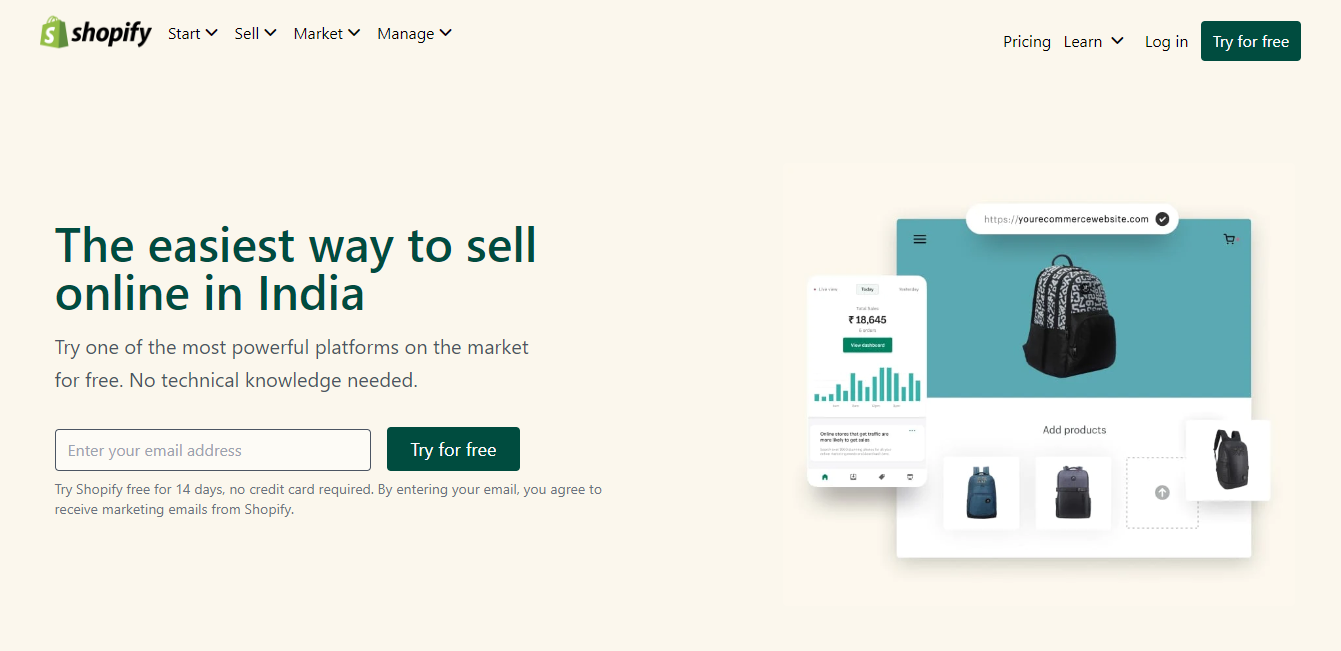 shopify
Start
Sell
Market
Manage
Pricing
Learn
Log in
Try for free
The easiest way to sell
online in India
Try one of the most powerful platforms on the market
for free. No technical knowledge needed.
Enter your email address
Try for free
Try Shopify free for 14 days, no credit card required. By entering your email, you agree to
receive marketing emails from Shopify.
https://yourecommercewebsite.com
Live view
Today
Yesterday
Total Sales
₹ 18,645
View dashboard
Online stores that get traffic are
more likely to get sales
Add products